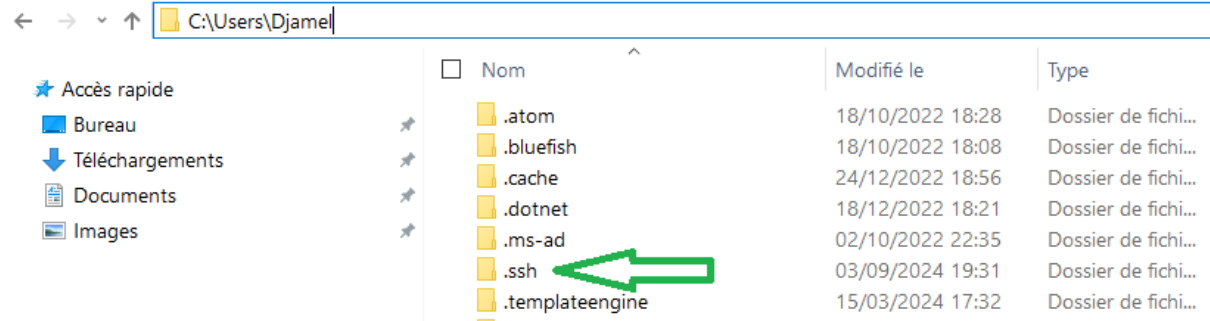 C:\Users\Djamel
Nom Modifié le Type
Accès rapide
Bureau
Téléchargements
Documents
Images
.atom 18/10/2022 18:28 Dossier de fichi...
.bluefish 18/10/2022 18:08 Dossier de fichi...
.cache 24/12/2022 18:56 Dossier de fichi...
.dotnet 18/12/2022 18:21 Dossier de fichi...
.ms-ad 02/10/2022 22:35 Dossier de fichi...
.ssh 03/09/2024 19:31 Dossier de fichi...
.templateengine 15/03/2024 17:32 Dossier de fichi...